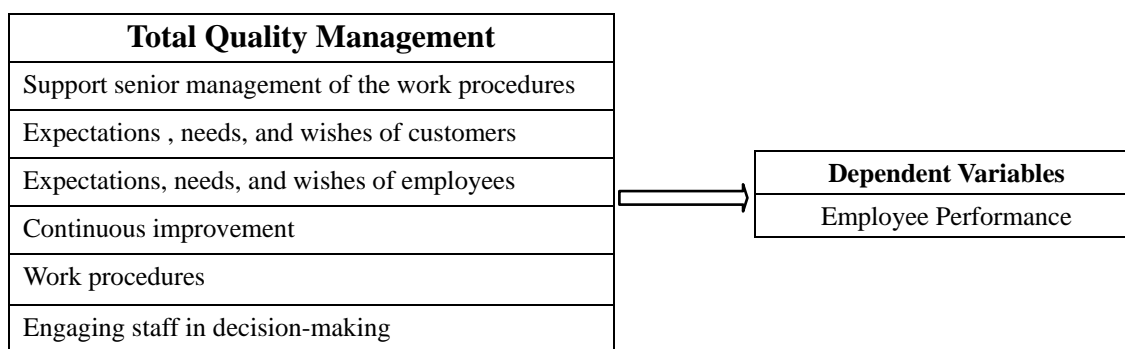 Total Quality Management
Support senior management of the work procedures
Expectations , needs, and wishes of customers
Expectations, needs, and wishes of employees
Continuous improvement
Work procedures
Engaging staff in decision-making
Dependent Variables
Employee Performance